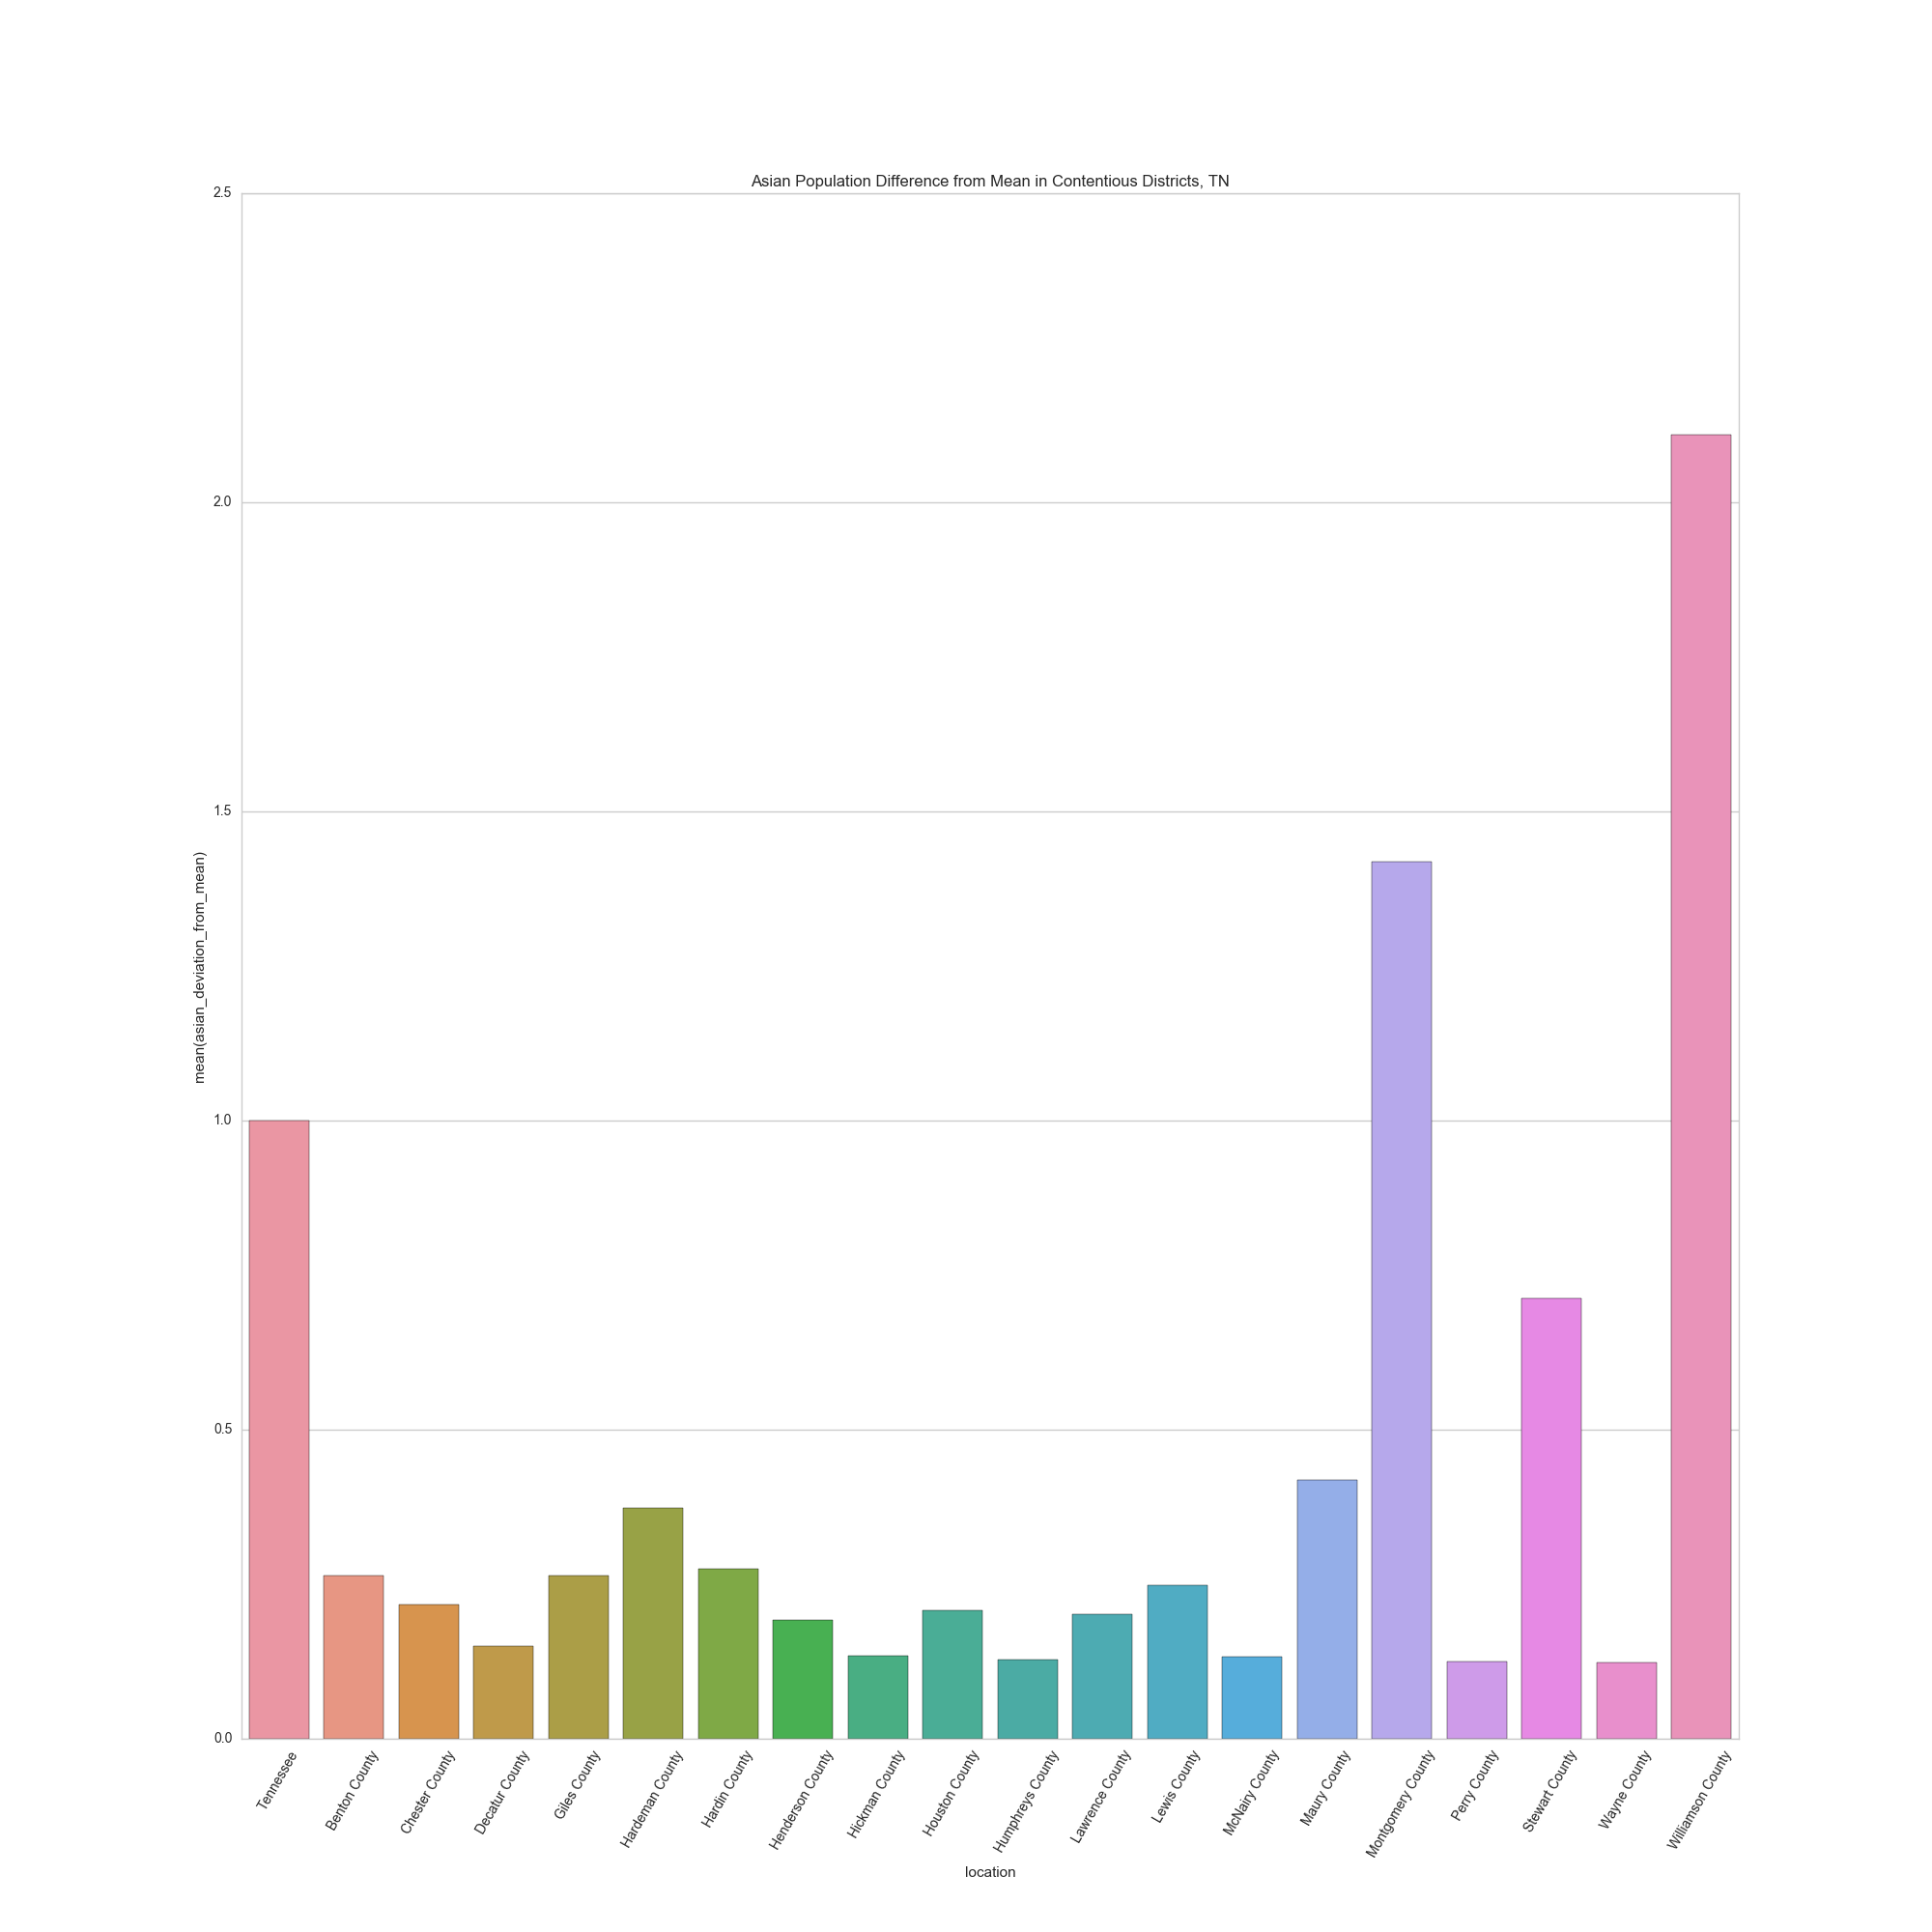 Asian Population Difference from Mean in Contentious Districts, TN
2.5
2.0
1.5
1.0
0.5
0.0
mean(asian_deviation_from_mean)
Tennessee
Benton County
Chester County
Decatur County
Giles County
Hardeman County
Hardin County
Henderson County
Hickman County
Houston County
Humphreys County
Lawrence County
Lewis County
McNairy County
Maury County
Montgomery County
Perry County
Stewart County
Wayne County
Williamson County
location